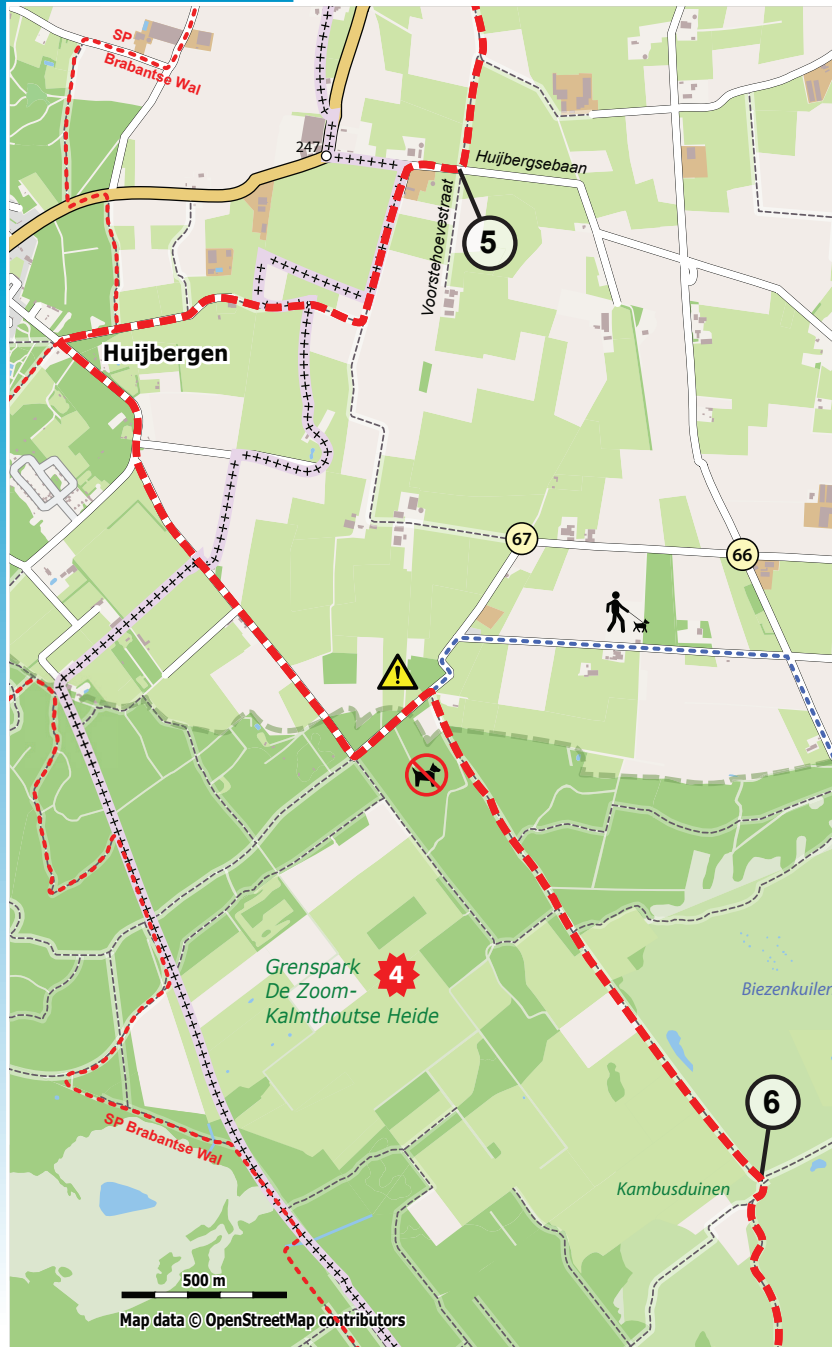 SP
Brabantse Wal
247
Huijbergsebaan
5
Voorstehoevestraat
Huijbergen
67
66
!
Grenspark
De Zoom-
Kalmthoutse Heide
4
Biezenkuilen
6
SP Brabantse Wal
Kambusduinen
500 m
Map data © OpenStreetMap contributors